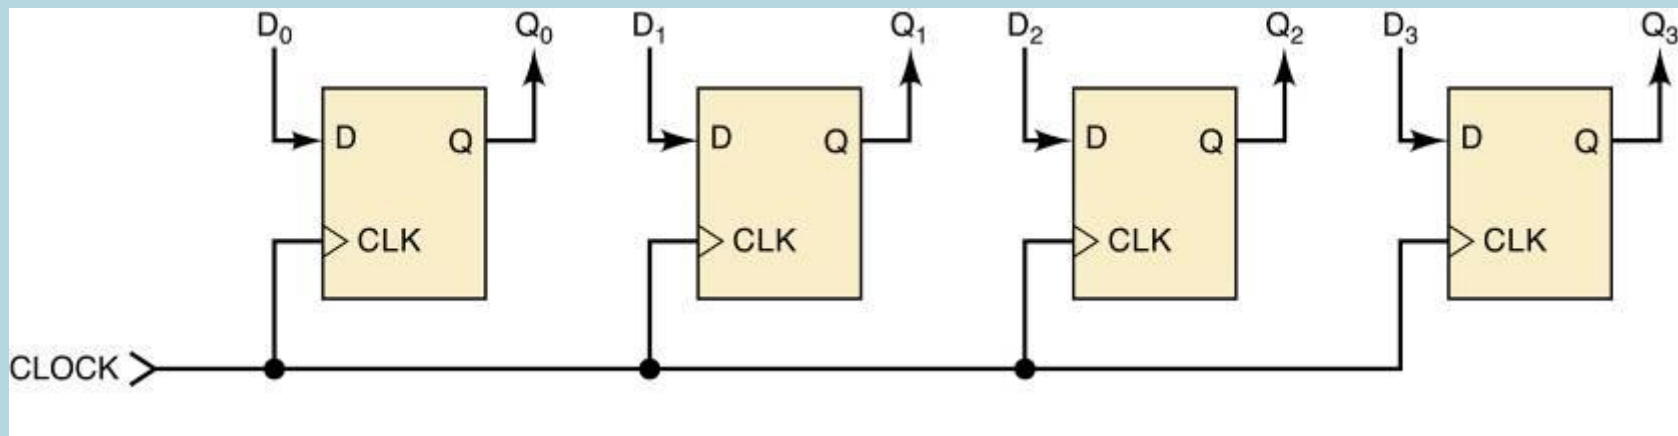 D₀ Q₀ D₁ Q₁ D₂ Q₂ D₃ Q₃
D Q D Q D Q D Q
CLK CLK CLK CLK
CLOCK